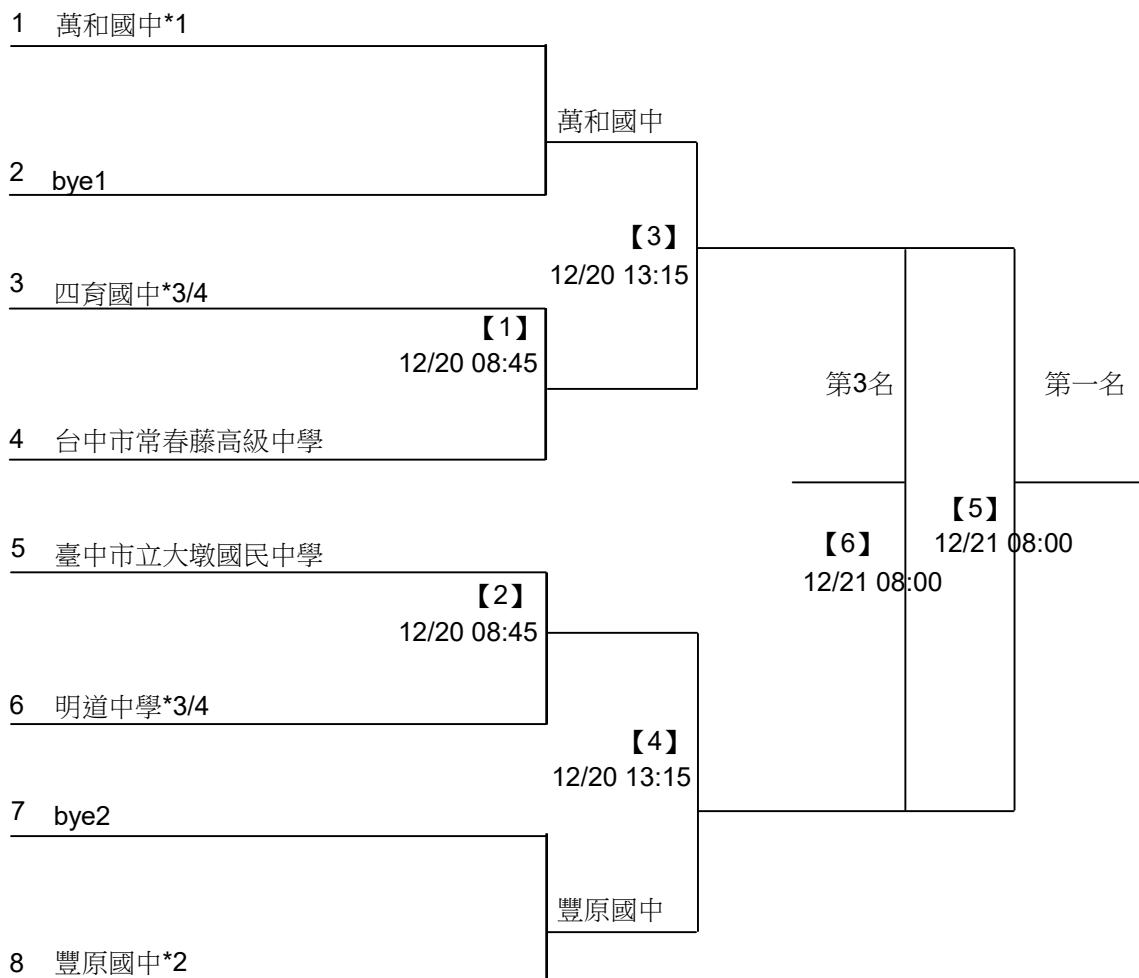 1 萬和國中*1
萬和國中
2 bye1
【3】
12/20 13:15
3 四育國中*3/4
【1】
12/20 08:45
第3名
第一名
4 台中市常春藤高級中學
【5】
12/21 08:00
【6】
12/21 08:00
5 臺中市立大墩國民中學
【2】
12/20 08:45
6 明道中學*3/4
【4】
12/20 13:15
7 bye2
豐原國中
8 豐原國中*2